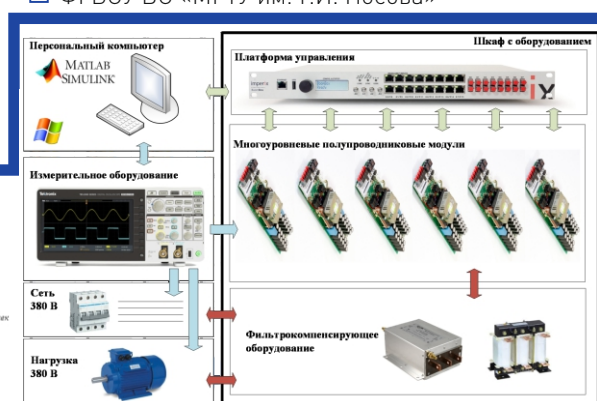 ФГБОУ ВО «МГТУ им. Г.И. Носова»
Персональный компьютер
MATLAB
SIMULINK
Шкаф с оборудованием
Платформа управления
Измерительное оборудование
Tektronix
Многоуровневые полупроводниковые модули
Сеть
380 В
Фильтрокомпенсирующее
оборудование
Нагрузка
380 В